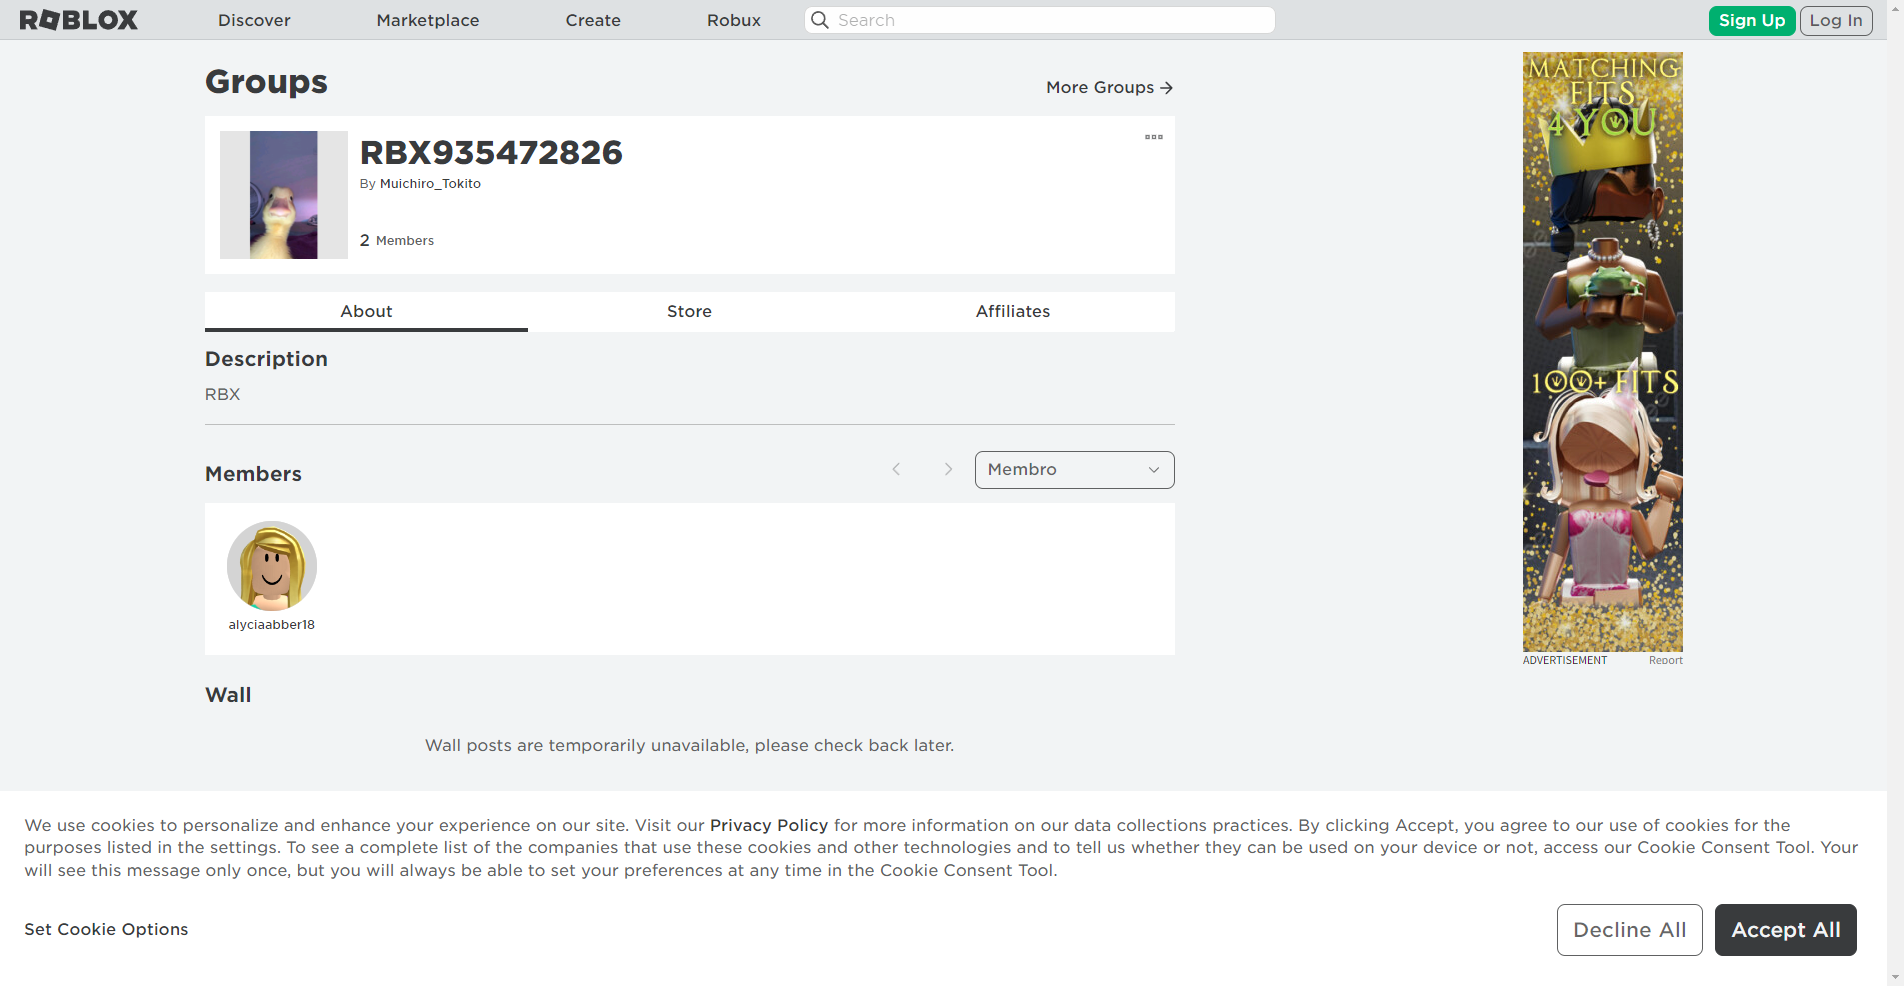 ROBLOX
Discover
Marketplace
Create
Robux
Search
Sign Up
Log In
Groups
More Groups
RBX935472826
By Muichiro_Tokito
2 Members
About
Store
Affiliates
Description
RBX
Members
Membro
alyciaabber18
Wall
Wall posts are temporarily unavailable, please check back later.
MATCHING
FITS
4 YOU
100+ FITS
ADVERTISEMENT
Report
We use cookies to personalize and enhance your experience on our site. Visit our Privacy Policy for more information on our data collections practices. By clicking Accept, you agree to our use of cookies for the
purposes listed in the settings. To see a complete list of the companies that use these cookies and other technologies and to tell us whether they can be used on your device or not, access our Cookie Consent Tool. Your
will see this message only once, but you will always be able to set your preferences at any time in the Cookie Consent Tool.
Set Cookie Options
Decline All
Accept All